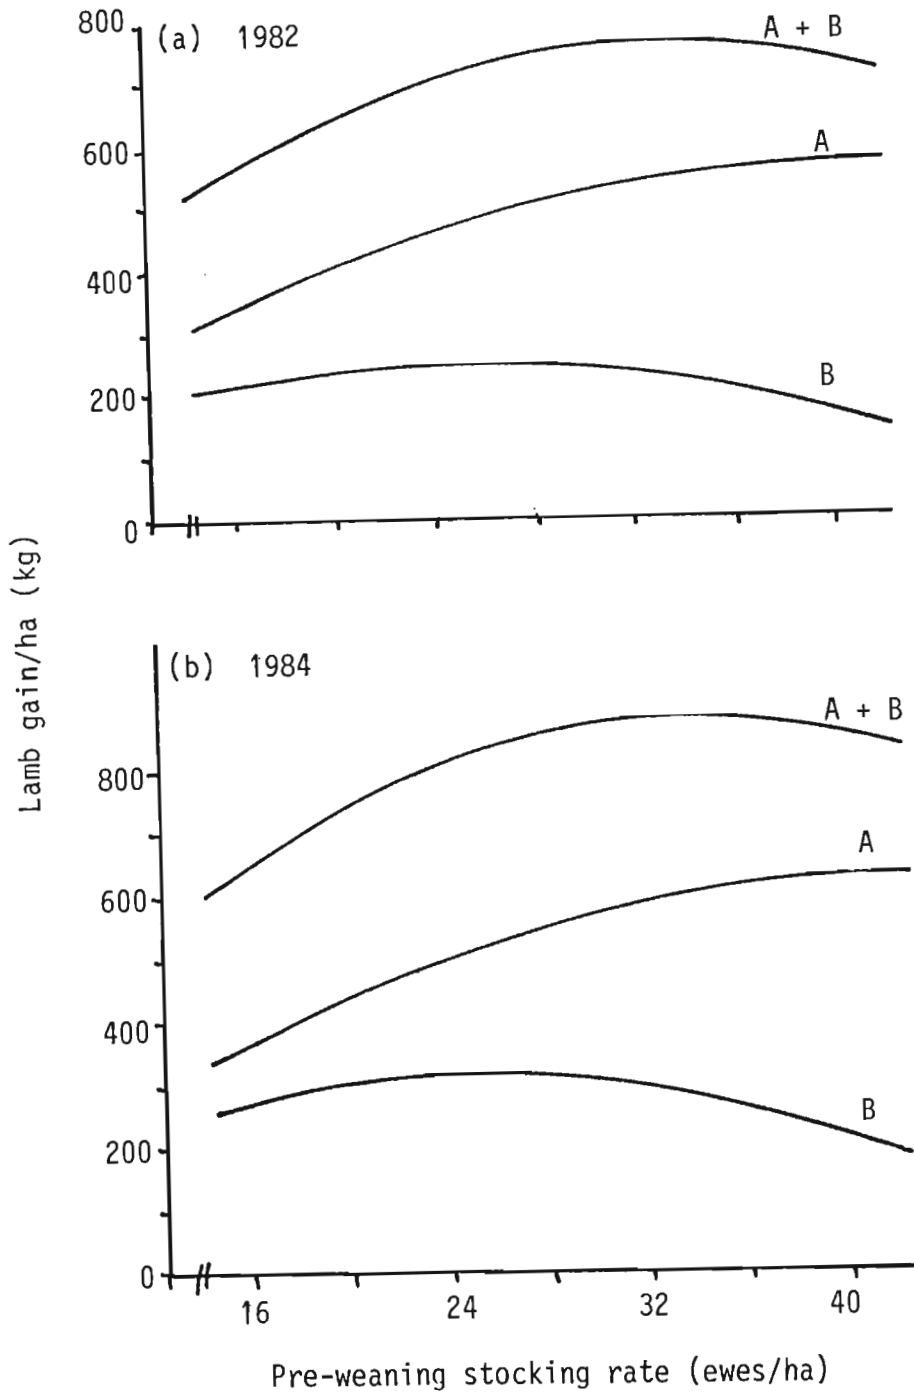 800
(a) 1982
A + B
600
A
400
200
B
0
Lamb gain/ha (kg)
(b) 1984
A + B
800
A
600
400
B
200
0
16 24 32 40
Pre-weaning stocking rate (ewes/ha)